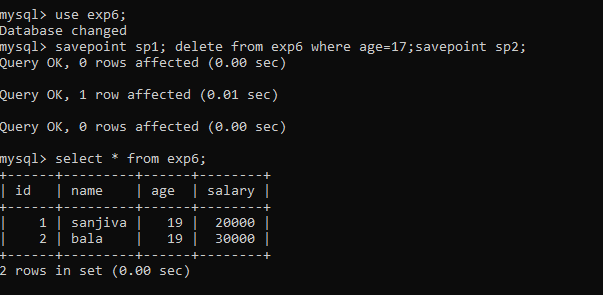 mysql> use exp6;
Database changed
mysql> savepoint sp1; delete from exp6 where age=17;savepoint sp2;
Query OK, 0 rows affected (0.00 sec)

Query OK, 1 row affected (0.01 sec)

Query OK, 0 rows affected (0.00 sec)

mysql> select * from exp6;
+------+---------+------+--------+
| id   | name    | age  | salary |
+------+---------+------+--------+
|    1 | sanjiva |   19 |  20000 |
|    2 | bala    |   19 |  30000 |
+------+---------+------+--------+
2 rows in set (0.00 sec)